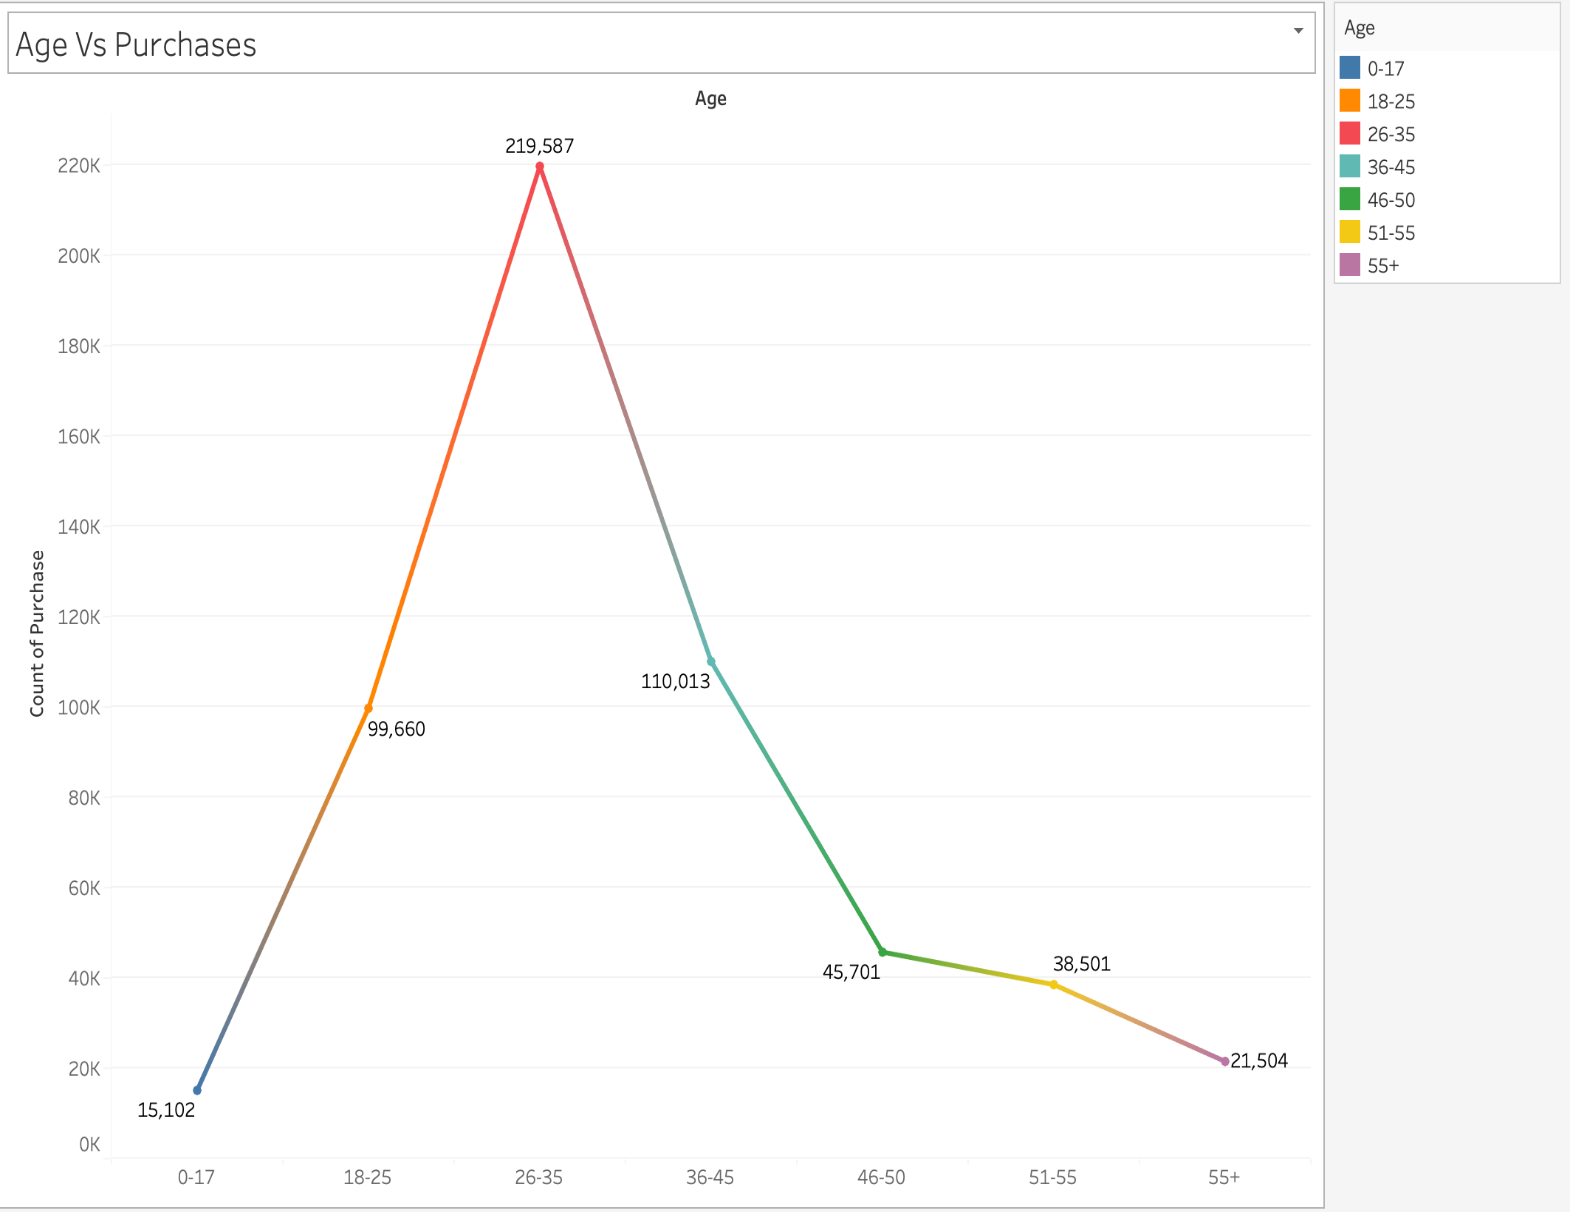 Age Vs Purchases
Age
219,587
220K
200K
180K
160K
140K
120K
100K
80K
60K
40K
20K
0K
Count of Purchase
99,660
110,013
45,701
38,501
21,504
15,102
0-17
18-25
26-35
36-45
46-50
51-55
55+
Age
0-17
18-25
26-35
36-45
46-50
51-55
55+